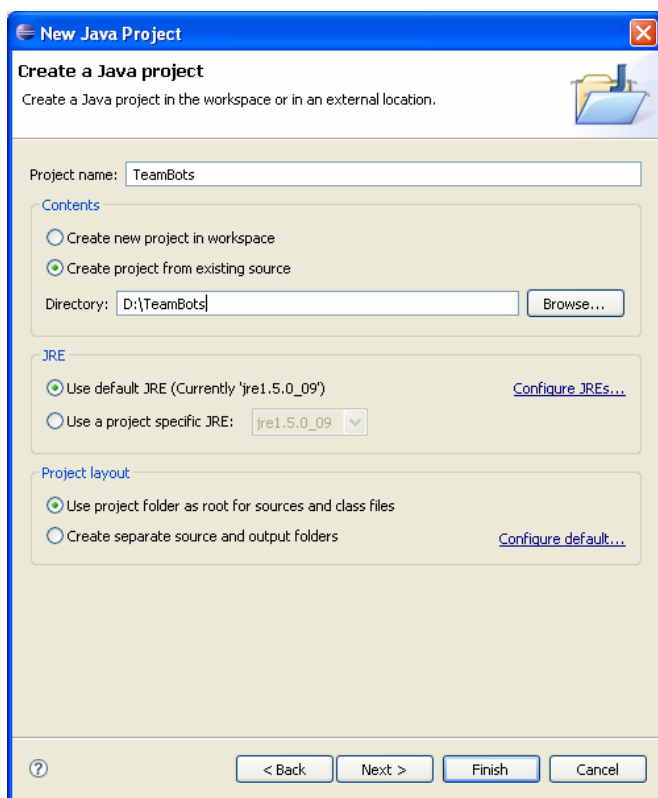 New Java Project
Create a Java project
Create a Java project in the workspace or in an external location.
Project name: TeamBots
Contents
Create new project in workspace
Create project from existing source
Directory: D:\TeamBots Browse...
JRE
Use default JRE (Currently 'jre1.5.0_09') Configure JREs...
Use a project specific JRE: jre1.5.0_09
Project layout
Use project folder as root for sources and class files
Create separate source and output folders Configure default...
? < Back Next > Finish Cancel